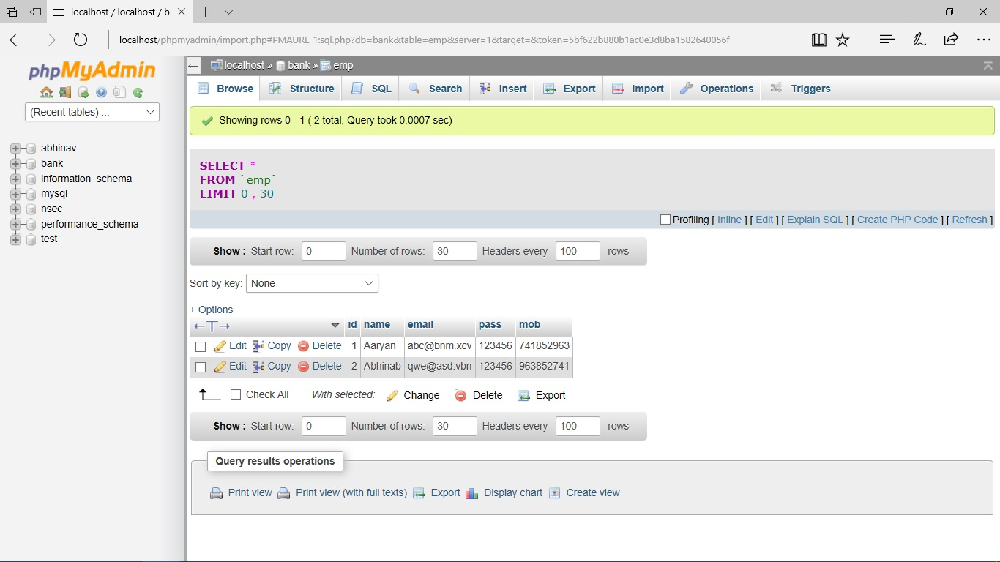 localhost / localhost / b
localhost/phpmyadmin/import.php#PMAURL-1:sql.php?db=bank&table=emp&server=1&target=&token=5bf622b880b1ac0e3d8ba1582640056f
phpMyAdmin
(Recent tables) ...
abhinav
bank
information_schema
mysql
nsec
performance_schema
test
localhost » bank » emp
Browse Structure SQL Search Insert Export Import Operations Triggers
Showing rows 0 - 1 ( 2 total, Query took 0.0007 sec)
SELECT *
FROM `emp`
LIMIT 0 , 30
Profiling [ Inline ] [ Edit ] [ Explain SQL ] [ Create PHP Code ] [ Refresh ]
Show : Start row: 0 Number of rows: 30 Headers every 100 rows
Sort by key: None
+ Options
←T→ id name email pass mob
Edit Copy Delete 1 Aaryan abc@bnm.xcv 123456 741852963
Edit Copy Delete 2 Abhinab qwe@asd.vbn 123456 963852741
Check All With selected: Change Delete Export
Show : Start row: 0 Number of rows: 30 Headers every 100 rows
Query results operations
Print view Print view (with full texts) Export Display chart Create view